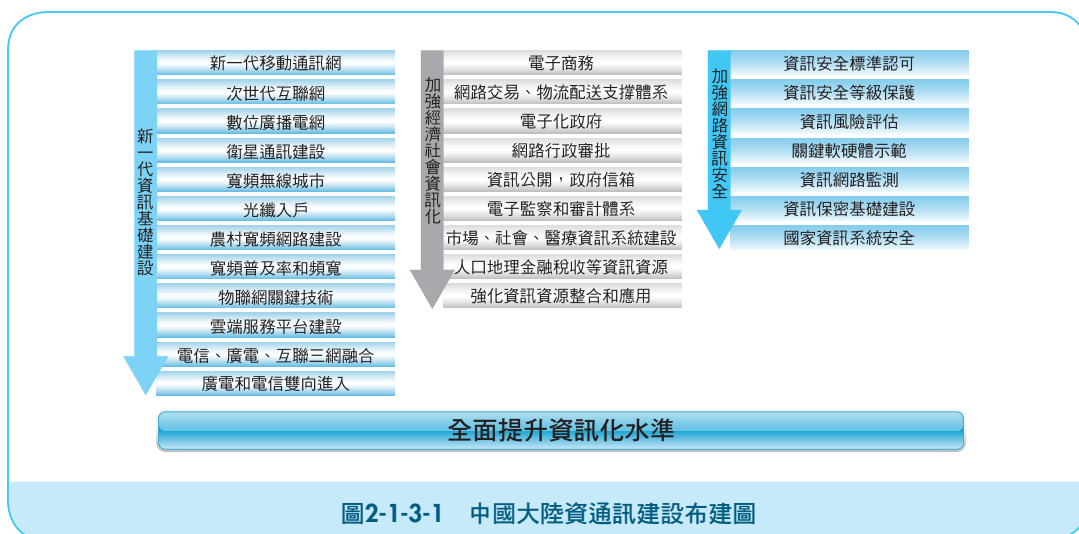 新一代資訊基礎建設
新一代移動通訊網
次世代互聯網
數位廣播電網
衛星通訊建設
寬頻無線城市
光纖入戶
農村寬頻網路建設
寬頻普及率和頻寬
物聯網關鍵技術
雲端服務平台建設
電信、廣電、互聯三網融合
廣電和電信雙向進入
加強經濟社會資訊化
電子商務
網路交易、物流配送支撐體系
電子化政府
網路行政審批
資訊公開，政府信箱
電子監察和審計體系
市場、社會、醫療資訊系統建設
人口地理金融稅收等資訊資源
強化資訊資源整合和應用
加強網路資訊安全
資訊安全標準認可
資訊安全等級保護
資訊風險評估
關鍵軟硬體示範
資訊網路監測
資訊保密基礎建設
國家資訊系統安全
全面提升資訊化水準
圖2-1-3-1 中國大陸資通訊建設布建圖